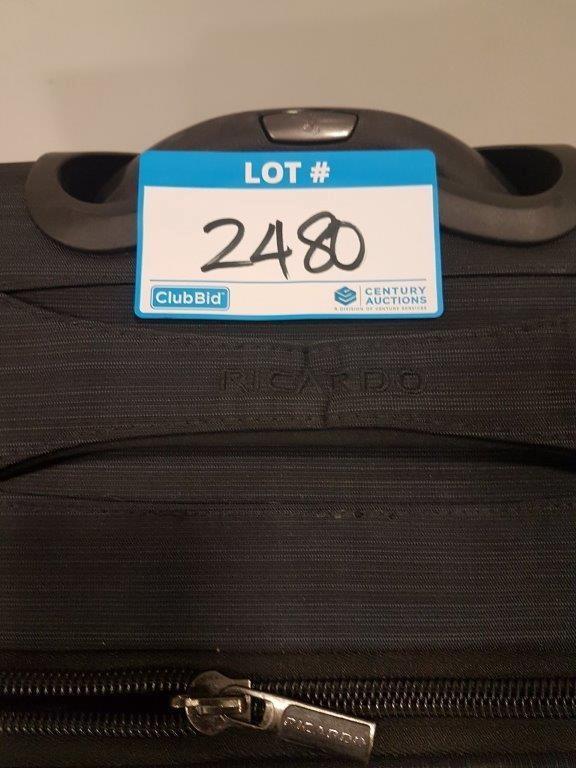 LOT #
2480
ClubBid
CENTURY
AUCTIONS
A DIVISION OF CENTURY SERVICES
RICARDO
RICARDO